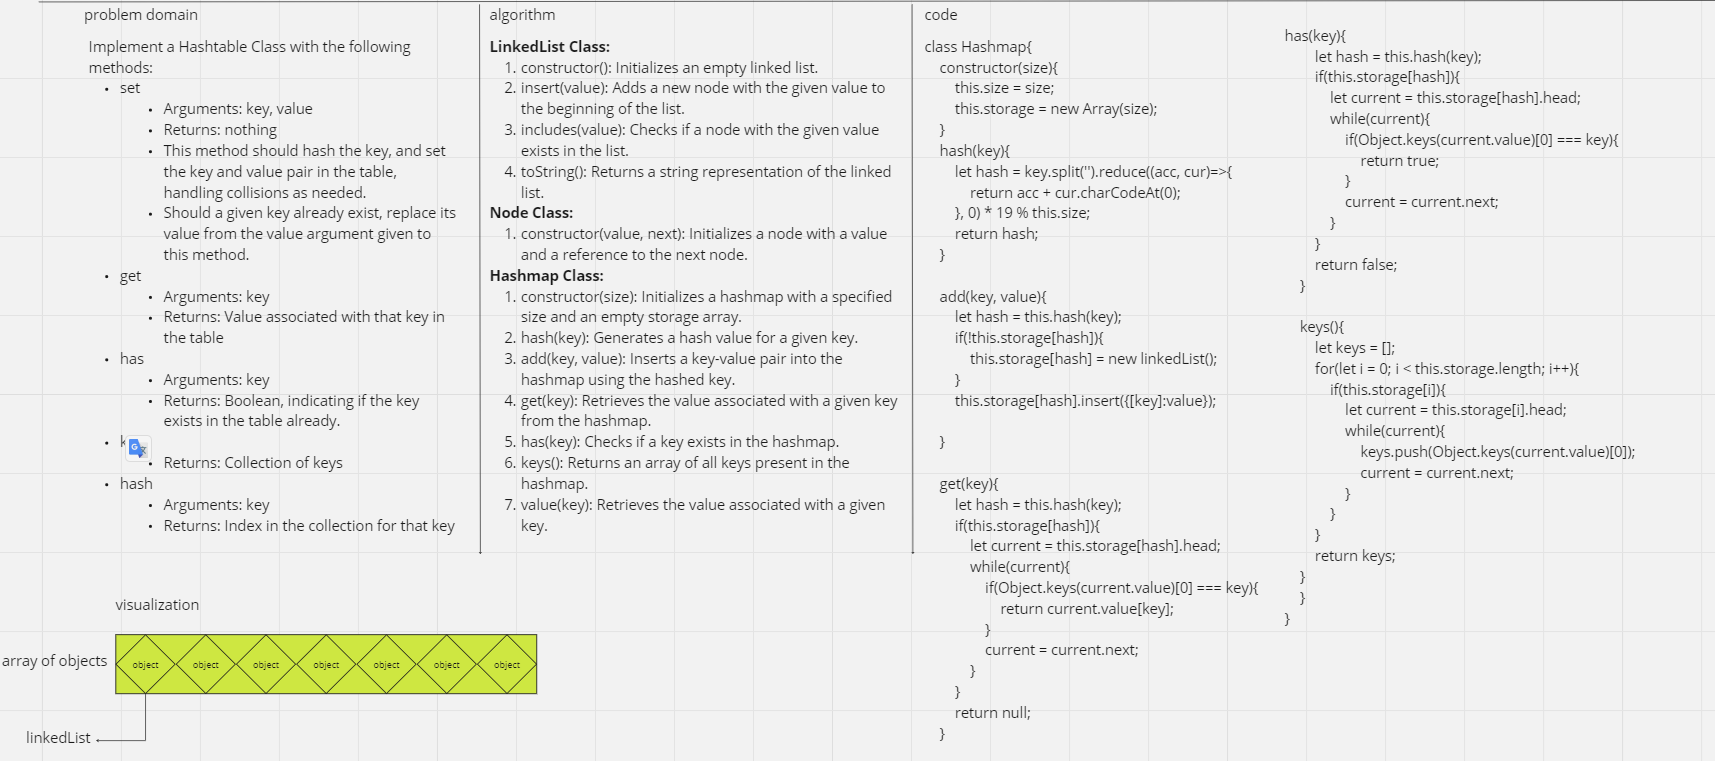 problem domain
Implement a Hashtable Class with the following
methods:
• set
• Arguments: key, value
• Returns: nothing
• This method should hash the key, and set
the key and value pair in the table,
handling collisions as needed.
• Should a given key already exist, replace its
value from the value argument given to
this method.
• get
• Arguments: key
• Returns: Value associated with that key in
the table
• has
• Arguments: key
• Returns: Boolean, indicating if the key
exists in the table already.
•
• Returns: Collection of keys
• hash
• Arguments: key
• Returns: Index in the collection for that key
algorithm
LinkedList Class:
1. constructor(): Initializes an empty linked list.
2. insert(value): Adds a new node with the given value to
the beginning of the list.
3. includes(value): Checks if a node with the given value
exists in the list.
4. toString(): Returns a string representation of the linked
list.
Node Class:
1. constructor(value, next): Initializes a node with a value
and a reference to the next node.
Hashmap Class:
1. constructor(size): Initializes a hashmap with a specified
size and an empty storage array.
2. hash(key): Generates a hash value for a given key.
3. add(key, value): Inserts a key-value pair into the
hashmap using the hashed key.
4. get(key): Retrieves the value associated with a given key
from the hashmap.
5. has(key): Checks if a key exists in the hashmap.
6. keys(): Returns an array of all keys present in the
hashmap.
7. value(key): Retrieves the value associated with a given
key.
code
class Hashmap{
constructor(size){
this.size = size;
this.storage = new Array(size);
}
hash(key){
let hash = key.split('').reduce((acc, cur)=>{
return acc + cur.charCodeAt(0);
}, 0) * 19 % this.size;
return hash;
}
add(key, value){
let hash = this.hash(key);
if(!this.storage[hash]){
this.storage[hash] = new linkedList();
}
this.storage[hash].insert({[key]:value});
}
get(key){
let hash = this.hash(key);
if(this.storage[hash]){
let current = this.storage[hash].head;
while(current){
if(Object.keys(current.value)[0] === key){
return current.value[key];
}
current = current.next;
}
}
return null;
}
has(key){
let hash = this.hash(key);
if(this.storage[hash]){
let current = this.storage[hash].head;
while(current){
if(Object.keys(current.value)[0] === key){
return true;
}
current = current.next;
}
}
return false;
}
keys(){
let keys = [];
for(let i = 0; i < this.storage.length; i++){
if(this.storage[i]){
let current = this.storage[i].head;
while(current){
keys.push(Object.keys(current.value)[0]);
current = current.next;
}
}
}
return keys;
}
}
}
visualization
array of objects
object object object object object object object
linkedList